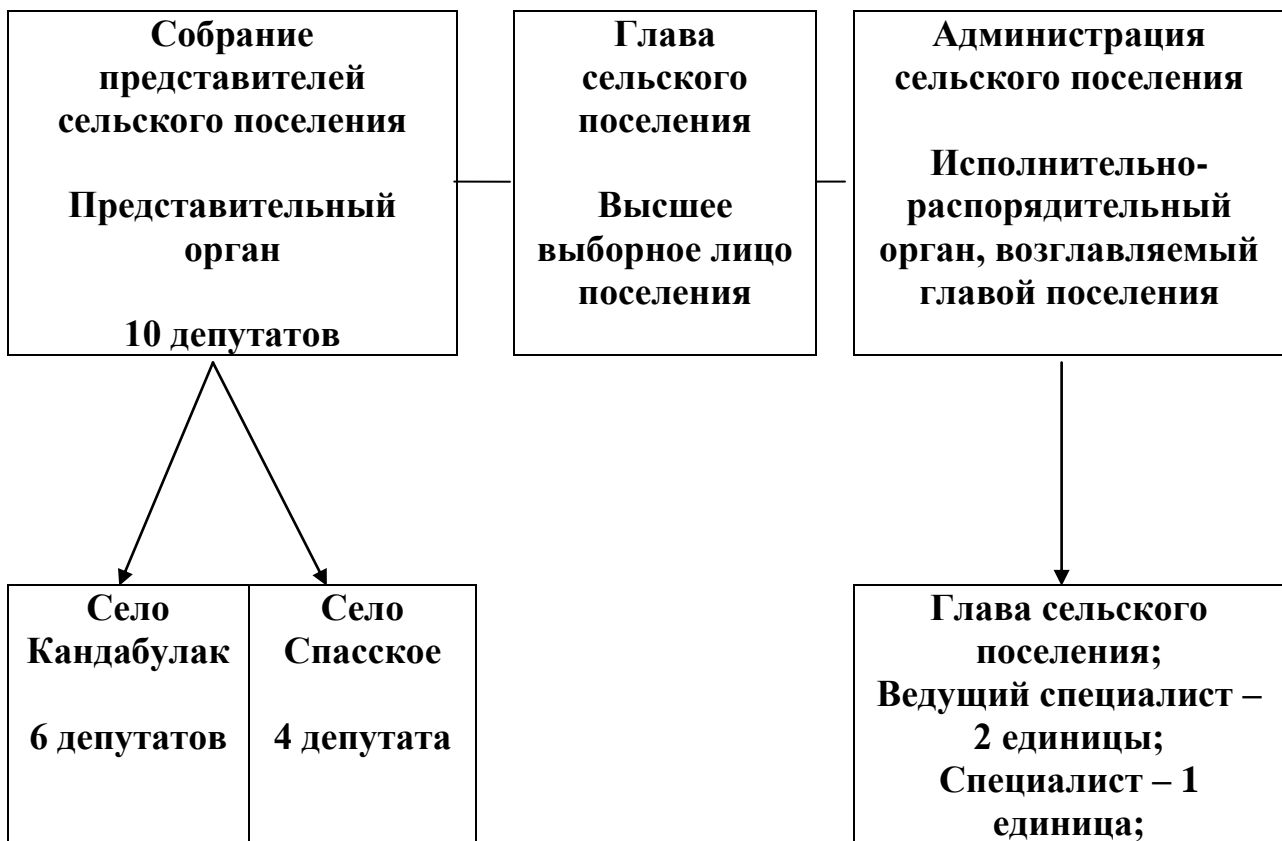 Собрание
представителей
сельского поселения
Представительный
орган
10 депутатов
Глава
сельского
поселения
Высшее
выборное лицо
поселения
Администрация
сельского поселения
Исполнительно-
распорядительный
орган, возглавляемый
главой поселения
Село
Кандабулак
6 депутатов
Село
Спасское
4 депутата
Глава сельского
поселения;
Ведущий специалист –
2 единицы;
Специалист – 1
единица;